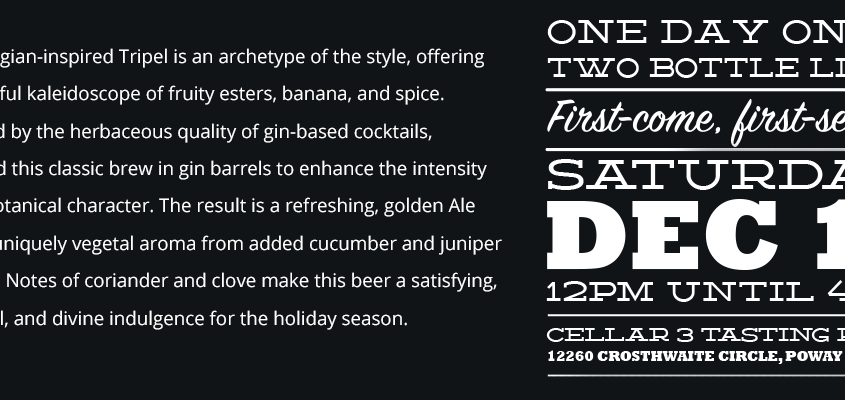 gian-inspired Tripel is an archetype of the style, offering
ful kaleidoscope of fruity esters, banana, and spice.
d by the herbaceous quality of gin-based cocktails,
d this classic brew in gin barrels to enhance the intensity
otanical character. The result is a refreshing, golden Ale
uniquely vegetal aroma from added cucumber and juniper
Notes of coriander and clove make this beer a satisfying,
l, and divine indulgence for the holiday season.
ONE DAY ON
TWO BOTTLE LI
First-come, first-se
SATURDA
DEC 1
12PM UNTIL 4
CELLAR 3 TASTING
12260 CROSTHWAITE CIRCLE, POWAY